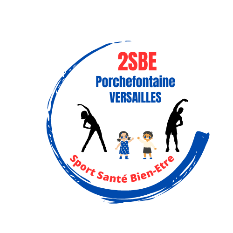 2SBE
Porchefontaine
VERSAILLES
Sport Santé Bien-Etre